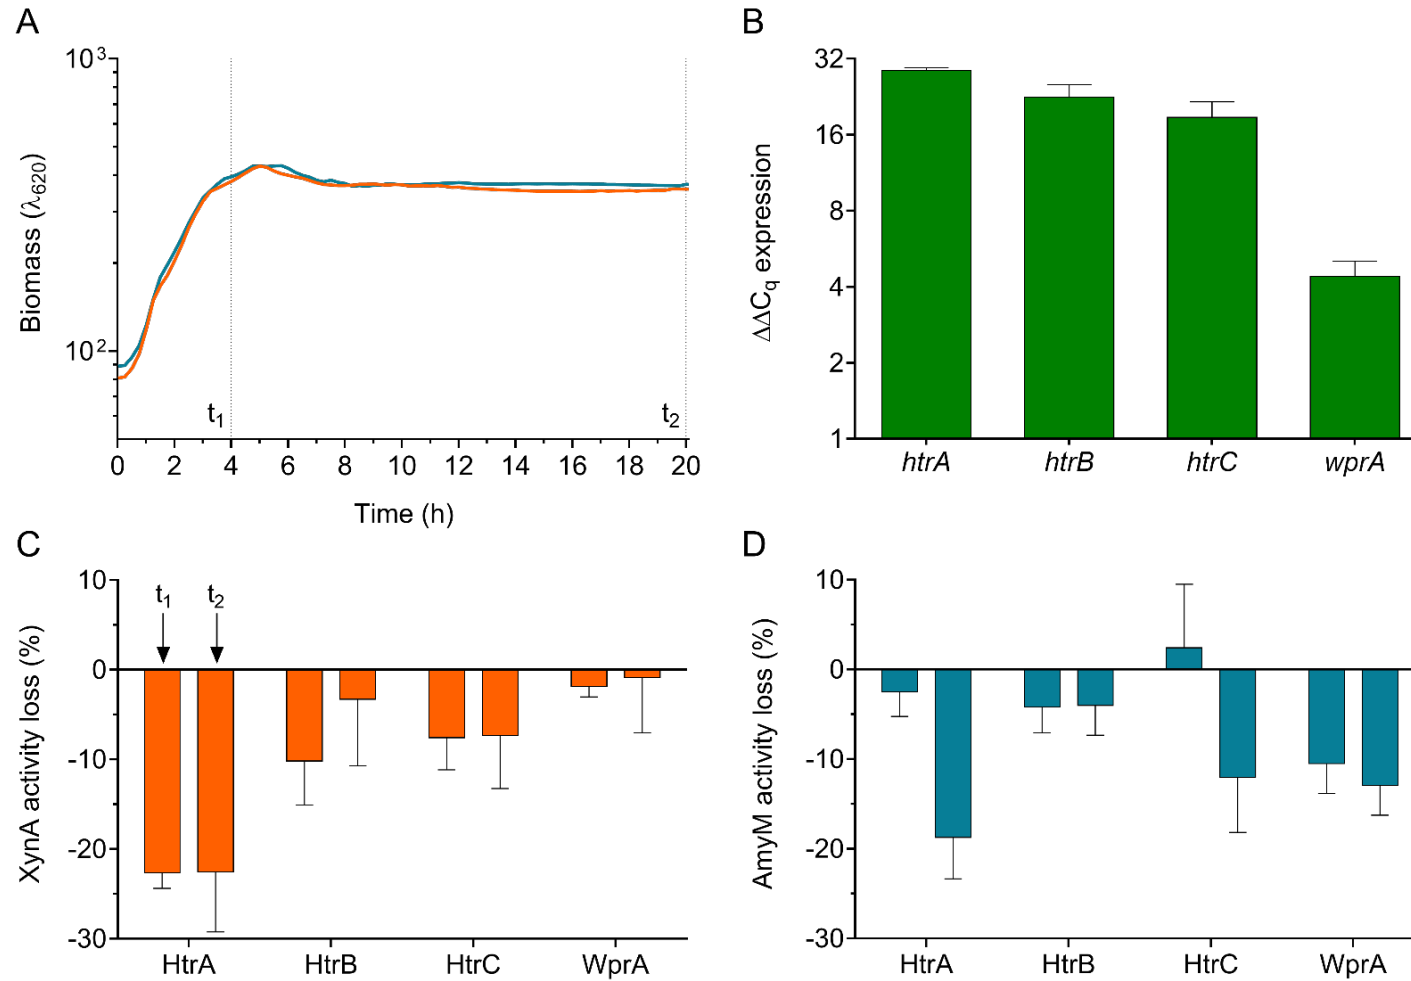 A
Biomass (λ620)
10³
10²
t1
t2
0 2 4 6 8 10 12 14 16 18 20
Time (h)
B
ΔΔCq expression
32
16
8
4
2
1
htrA htrB htrC wprA
C
XynA activity loss (%)
10
0
-10
-20
-30
t1 t2
HtrA HtrB HtrC WprA
D
AmyM activity loss (%)
10
0
-10
-20
-30
HtrA HtrB HtrC WprA